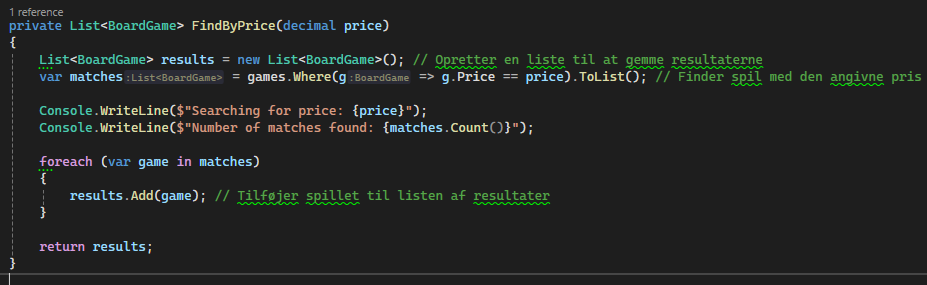 1 reference
private List<BoardGame> FindByPrice(decimal price)
{
List<BoardGame> results = new List<BoardGame>(); // Opretter en liste til at gemme resultaterne
var matches:List<BoardGame> = games.Where(g:BoardGame => g.Price == price).ToList(); // Finder spil med den angivne pris
Console.WriteLine($"Searching for price: {price}");
Console.WriteLine($"Number of matches found: {matches.Count()}");
foreach (var game in matches)
{
results.Add(game); // Tilføjer spillet til listen af resultater
}
return results;
}